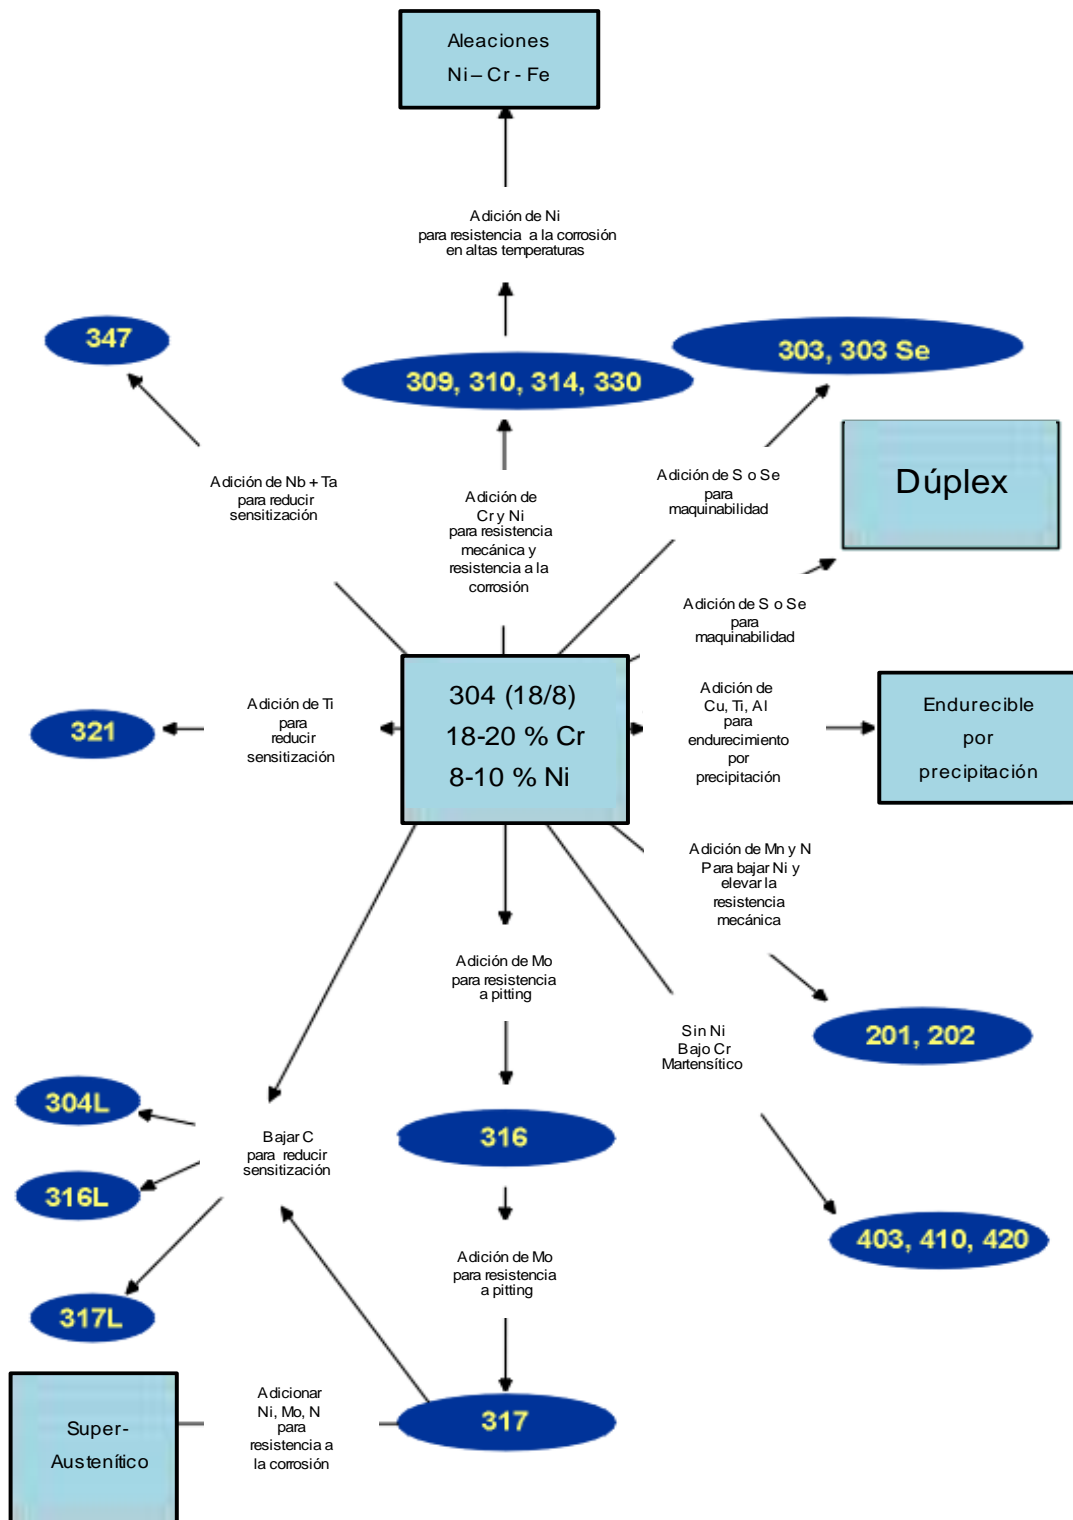 Aleaciones
Ni – Cr - Fe
Adición de Ni
para resistencia a la corrosión
en altas temperaturas
347
309, 310, 314, 330
303, 303 Se
Dúplex
Adición de Nb + Ta
para reducir
sensitización
Adición de
Cr y Ni
para resistencia
mecánica y
resistencia a la
corrosión
Adición de S o Se
para
maquinabilidad
Adición de S o Se
para
maquinabilidad
304 (18/8)
18-20 % Cr
8-10 % Ni
Adición de Ti
para
reducir
sensitización
321
Adición de
Cu, Ti, Al
para
endurecimiento
por
precipitación
Endurecible
por
precipitación
Adición de Mn y N
Para bajar Ni y
elevar la
resistencia
mecánica
Adición de Mo
para resistencia
a pitting
Sin Ni
Bajo Cr
Martensítico
201, 202
304L
316L
317L
Bajar C
para reducir
sensitización
316
403, 410, 420
Adición de Mo
para resistencia
a pitting
Super-
Austenítico
Adicionar
Ni, Mo, N
para
resistencia a
la corrosión
317